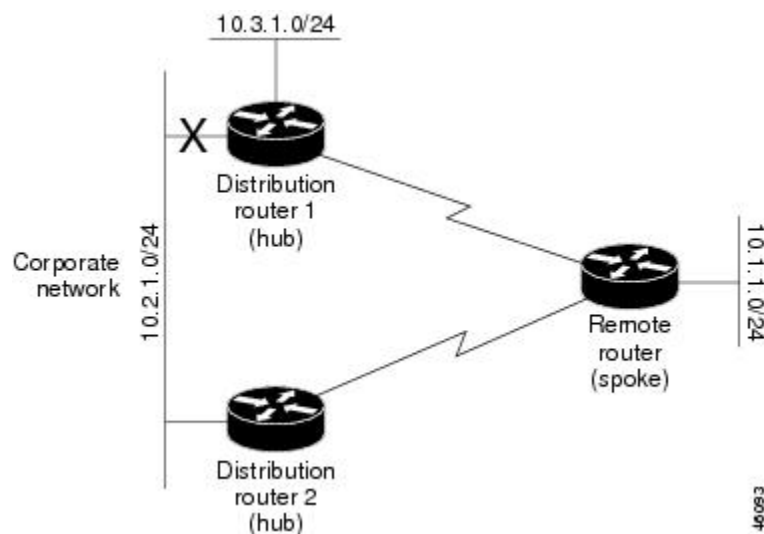 10.3.1.0/24
X
Distribution
router 1
(hub)
Corporate
network
10.2.1.0/24
10.1.1.0/24
Remote
router
(spoke)
Distribution
router 2
(hub)